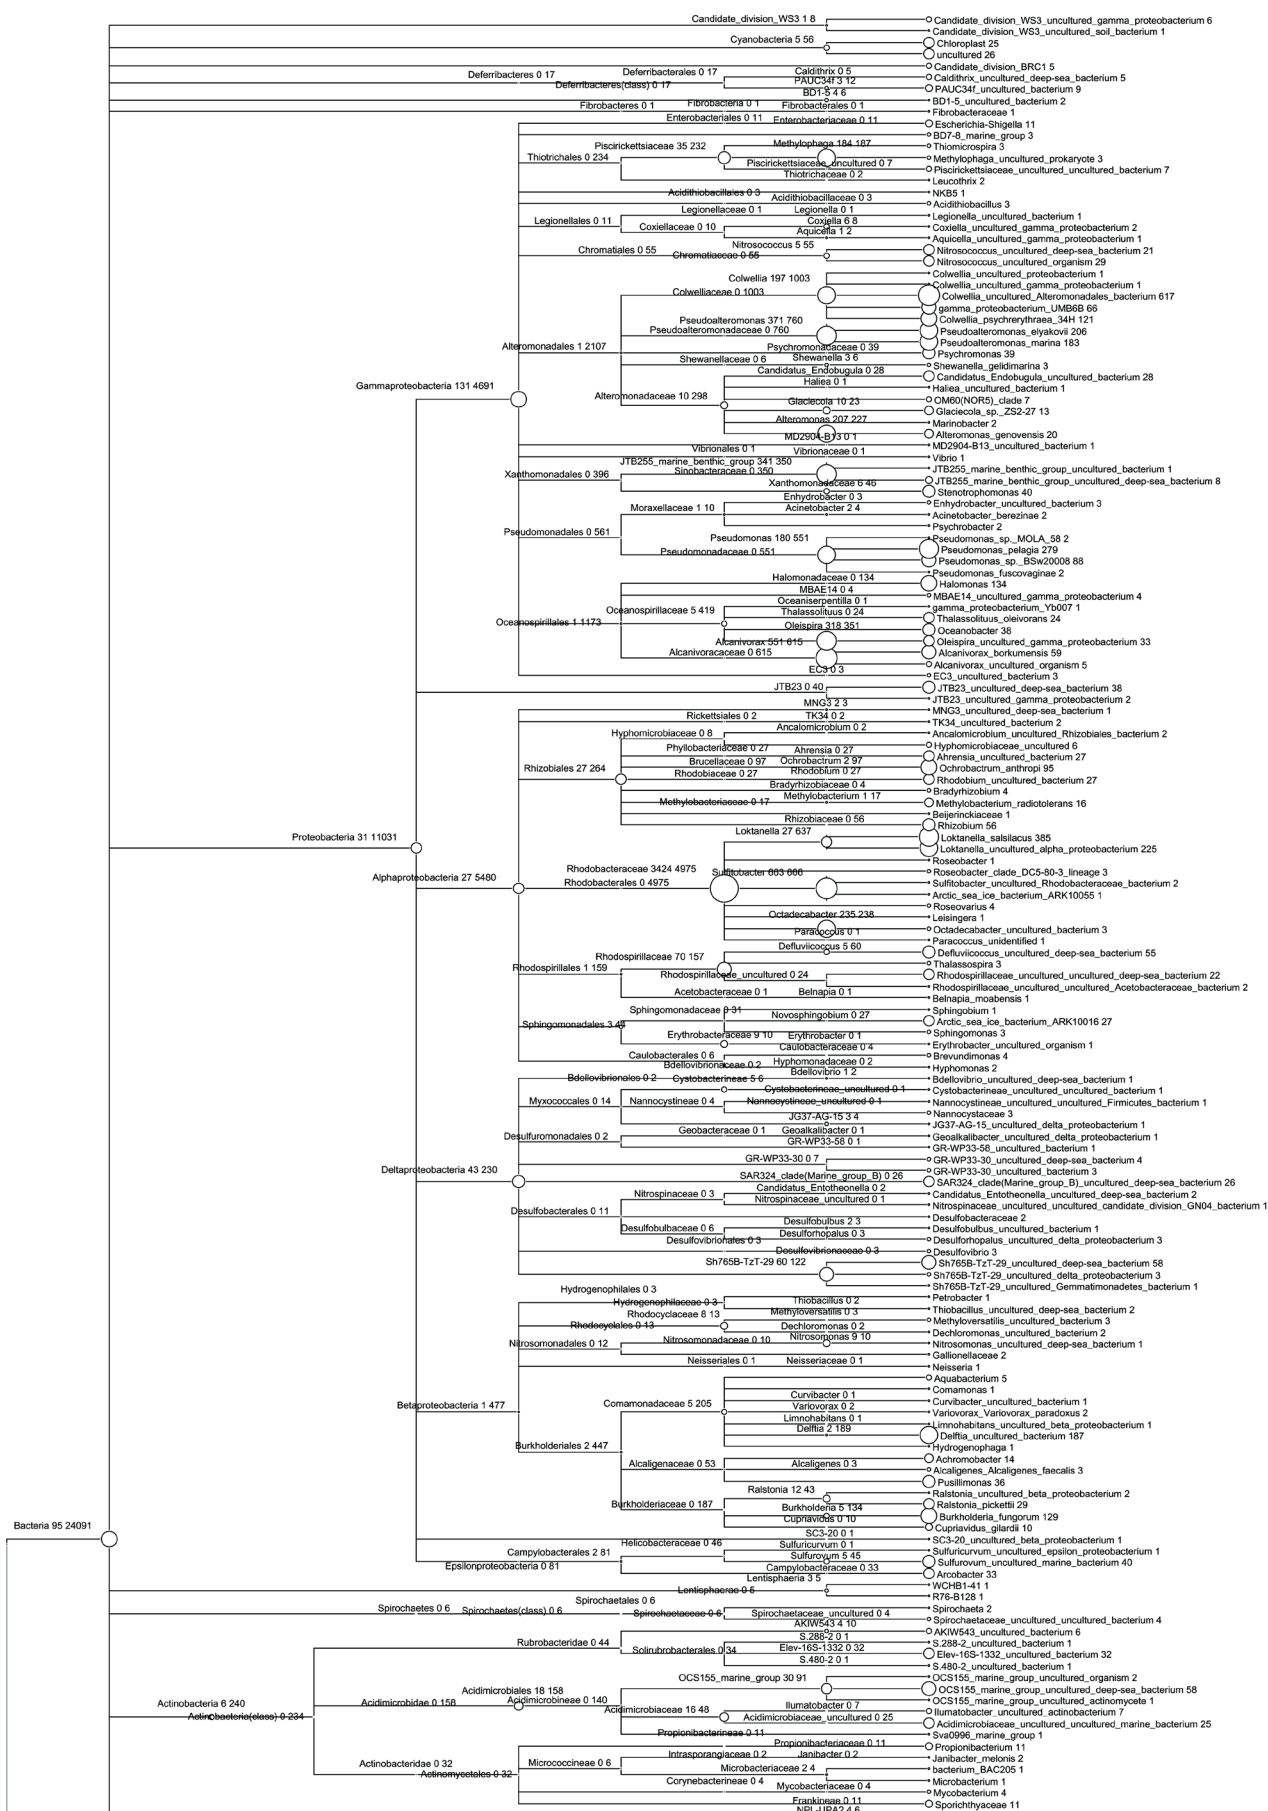 Candidate_division_WS3 1 8
Candidate_division_WS3_uncultured_gamma_proteobacterium 6
Candidate_division_WS3_uncultured_soil_bacterium 1
Cyanobacteria 5 56
Chloroplast 25
uncultured 26
Candidate_division_BRC1 5
Deferribacteres 0 17
Deferribacterales 0 17
Deferribacteres(class) 0 17
Caldithrix 0 5
Caldithrix_uncultured_deep-sea_bacterium 5
PAUC34f 3 12
PAUC34f_uncultured_bacterium 9
BD1-5 4 6
BD1-5_uncultured_bacterium 2
Fibrobacteres 0 1
Fibrobacteria 0 1
Fibrobacterales 0 1
Fibrobacteraceae 1
Enterobacteriales 0 11
Enterobacteriaceae 0 11
Escherichia-Shigella 11
BD7-8_marine_group 3
Piscirickettsiaceae 35 232
Methylophaga 184 187
Thiomicrospira 3
Thiotrichales 0 234
Methylophaga_uncultured_prokaryote 3
Piscirickettsiaceae_uncultured 0 7
Piscirickettsiaceae_uncultured_uncultured_bacterium 7
Thiotrichaceae 0 2
Leucothrix 2
NKB5 1
Acidithiobacillales 0 3
Acidithiobacillaceae 0 3
Acidithiobacillus 3
Legionellaceae 0 1
Legionella 0 1
Legionella_uncultured_bacterium 1
Legionellales 0 11
Coxiellaceae 0 10
Coxiella 6 8
Coxiella_uncultured_gamma_proteobacterium 2
Aquicella 1 2
Aquicella_uncultured_gamma_proteobacterium 1
Chromatiales 0 55
Chromatiaceae 0 55
Nitrosococcus 5 55
Nitrosococcus_uncultured_deep-sea_bacterium 21
Nitrosococcus_uncultured_organism 29
Colwellia 197 1003
Colwellia_uncultured_proteobacterium 1
Colwellia_uncultured_gamma_proteobacterium 1
Colwelliaceae 0 1003
Colwellia_uncultured_Alteromonadales_bacterium 617
gamma_proteobacterium_UMB6B 66
Colwellia_psychrerythraea_34H 121
Pseudoalteromonas 371 760
Pseudoalteromonadaceae 0 760
Pseudoalteromonas_elyakovii 206
Pseudoalteromonas_marina 183
Alteromonadales 1 2107
Psychromonadaceae 0 39
Psychromonas 39
Shewanellaceae 0 6
Shewanella 3 6
Shewanella_gelidimarina 3
Candidatus_Endobugula 0 28
Candidatus_Endobugula_uncultured_bacterium 28
Gammaproteobacteria 131 4691
Haliea 0 1
Haliea_uncultured_bacterium 1
Alteromonadaceae 10 298
OM60(NOR5)_clade 7
Glaciecola 10 23
Glaciecola_sp._ZS2-27 13
Marinobacter 2
Alteromonas 207 227
Alteromonas_genovensis 20
MD2904-B13 0 1
MD2904-B13_uncultured_bacterium 1
Vibrionales 0 1
Vibrionaceae 0 1
Vibrio 1
JTB255_marine_benthic_group 341 350
JTB255_marine_benthic_group_uncultured_bacterium 1
Xanthomonadales 0 396
Sinobacteraceae 0 350
JTB255_marine_benthic_group_uncultured_deep-sea_bacterium 8
Xanthomonadaceae 6 46
Stenotrophomonas 40
Enhydrobacter 0 3
Enhydrobacter_uncultured_bacterium 3
Moraxellaceae 1 10
Acinetobacter 2 4
Acinetobacter_berezinae 2
Psychrobacter 2
Pseudomonadales 0 561
Pseudomonas 180 551
Pseudomonas_sp._MOLA_58 2
Pseudomonadaceae 0 551
Pseudomonas_pelagia 279
Pseudomonas_sp._BSw20008 88
Pseudomonas_fuscovaginae 2
Halomonadaceae 0 134
Halomonas 134
MBAE14 0 4
MBAE14_uncultured_gamma_proteobacterium 4
Oceanospirillaceae 5 419
Oceaniserpentilla 0 1
gamma_proteobacterium_Yb007 1
Oceanospirillales 1 1173
Thalassolituus 0 24
Thalassolituus_oleivorans 24
Oceanobacter 38
Oleispira 318 351
Oleispira_uncultured_gamma_proteobacterium 33
Alcanivorax 551 615
Alcanivoracaceae 0 615
Alcanivorax_borkumensis 59
Alcanivorax_uncultured_organism 5
EC3 0 3
EC3_uncultured_bacterium 3
JTB23 0 40
JTB23_uncultured_deep-sea_bacterium 38
JTB23_uncultured_gamma_proteobacterium 2
MNG3 2 3
MNG3_uncultured_deep-sea_bacterium 1
Rickettsiales 0 2
TK34 0 2
TK34_uncultured_bacterium 2
Hyphomicrobiaceae 0 8
Ancalomicrobium 0 2
Ancalomicrobium_uncultured_Rhizobiales_bacterium 2
Hyphomicrobiaceae_uncultured 6
Phyllobacteriaceae 0 27
Ahrensia 0 27
Ahrensia_uncultured_bacterium 27
Rhizobiales 27 264
Brucellaceae 0 97
Ochrobactrum 2 97
Ochrobactrum_anthropi 95
Rhodobiaceae 0 27
Rhodobium 0 27
Rhodobium_uncultured_bacterium 27
Bradyrhizobiaceae 0 4
Bradyrhizobium 4
Methylobacteriaceae 0 17
Methylobacterium 1 17
Methylobacterium_radiotolerans 16
Beijerinckiaceae 1
Rhizobiaceae 0 56
Rhizobium 56
Proteobacteria 31 11031
Loktanella 27 637
Loktanella_salsilacus 385
Loktanella_uncultured_alpha_proteobacterium 225
Roseobacter 1
Alphaproteobacteria 27 5480
Rhodobacteraceae 3424 4975
Rhodobacterales 0 4975
Sulfitobacter 663 666
Roseobacter_clade_DC5-80-3_lineage 3
Sulfitobacter_uncultured_Rhodobacteraceae_bacterium 2
Arctic_sea_ice_bacterium_ARK10055 1
Roseovarius 4
Octadecabacter 235 238
Leisingera 1
Octadecabacter_uncultured_bacterium 3
Paracoccus 0 1
Paracoccus_unidentified 1
Rhodospirillaceae 70 157
Defluviicoccus 5 60
Defluviicoccus_uncultured_deep-sea_bacterium 55
Rhodospirillales 1 159
Thalassospira 3
Rhodospirillaceae_uncultured 0 24
Rhodospirillaceae_uncultured_uncultured_deep-sea_bacterium 22
Rhodospirillaceae_uncultured_uncultured_Acetobacteraceae_bacterium 2
Acetobacteraceae 0 1
Belnapia 0 1
Belnapia_moabensis 1
Sphingomonadaceae 0 31
Sphingobium 1
Sphingomonadales 3 44
Novosphingobium 0 27
Arctic_sea_ice_bacterium_ARK10016 27
Sphingomonas 3
Erythrobacteraceae 9 10
Erythrobacter 0 1
Erythrobacter_uncultured_organism 1
Caulobacterales 0 6
Caulobacteraceae 0 4
Brevundimonas 4
Hyphomonadaceae 0 2
Hyphomonas 2
Bdellovibrionales 0 2
Bdellovibrionaceae 0 2
Bdellovibrio 1 2
Bdellovibrio_uncultured_deep-sea_bacterium 1
Cystobacterineae 5 6
Cystobacterineae_uncultured 0 1
Cystobacterineae_uncultured_uncultured_bacterium 1
Myxococcales 0 14
Nannocystineae 0 4
Nannocystineae_uncultured 0 1
Nannocystineae_uncultured_uncultured_Firmicutes_bacterium 1
Nannocystaceae 3
JG37-AG-15 3 4
JG37-AG-15_uncultured_delta_proteobacterium 1
Desulfuromonadales 0 2
Geobacteraceae 0 1
Geoalkalibacter 0 1
Geoalkalibacter_uncultured_delta_proteobacterium 1
GR-WP33-58 0 1
GR-WP33-58_uncultured_bacterium 1
Deltaproteobacteria 43 230
GR-WP33-30 0 7
GR-WP33-30_uncultured_deep-sea_bacterium 4
GR-WP33-30_uncultured_bacterium 3
SAR324_clade(Marine_group_B) 0 26
SAR324_clade(Marine_group_B)_uncultured_deep-sea_bacterium 26
Nitrospinaceae 0 3
Candidatus_Entotheonella 0 2
Candidatus_Entotheonella_uncultured_deep-sea_bacterium 2
Nitrospinaceae_uncultured 0 1
Nitrospinaceae_uncultured_uncultured_candidate_division_GN04_bacterium 1
Desulfobacterales 0 11
Desulfobacteraceae 2
Desulfobulbaceae 0 6
Desulfobulbus 2 3
Desulfobulbus_uncultured_bacterium 1
Desulforhopalus 0 3
Desulforhopalus_uncultured_delta_proteobacterium 3
Desulfovibrionales 0 3
Desulfovibrionaceae 0 3
Desulfovibrio 3
Sh765B-TzT-29 60 122
Sh765B-TzT-29_uncultured_deep-sea_bacterium 58
Sh765B-TzT-29_uncultured_delta_proteobacterium 3
Sh765B-TzT-29_uncultured_Gemmatimonadetes_bacterium 1
Hydrogenophilales 0 3
Hydrogenophilaceae 0 3
Petrobacter 1
Thiobacillus 0 2
Thiobacillus_uncultured_deep-sea_bacterium 2
Rhodocyclaceae 8 13
Rhodocyclales 0 13
Methyloversatilis 0 3
Methyloversatilis_uncultured_bacterium 3
Dechloromonas 0 2
Dechloromonas_uncultured_bacterium 2
Nitrosomonadales 0 12
Nitrosomonadaceae 0 10
Nitrosomonas 9 10
Nitrosomonas_uncultured_deep-sea_bacterium 1
Gallionellaceae 2
Neisseriales 0 1
Neisseriaceae 0 1
Neisseria 1
Aquabacterium 5
Comamonas 1
Betaproteobacteria 1 477
Comamonadaceae 5 205
Curvibacter 0 1
Curvibacter_uncultured_bacterium 1
Variovorax 0 2
Variovorax_Variovorax_paradoxus 2
Limnohabitans 0 1
Limnohabitans_uncultured_beta_proteobacterium 1
Delftia 2 189
Delftia_uncultured_bacterium 187
Burkholderiales 2 447
Hydrogenophaga 1
Achromobacter 14
Alcaligenaceae 0 53
Alcaligenes 0 3
Alcaligenes_Alcaligenes_faecalis 3
Pusillimonas 36
Ralstonia 12 43
Ralstonia_uncultured_beta_proteobacterium 2
Burkholderiaceae 0 187
Ralstonia_pickettii 29
Burkholderia 5 134
Burkholderia_fungorum 129
Cupriavidus 0 10
Cupriavidus_gilardii 10
Bacteria 95 24091
SC3-20 0 1
SC3-20_uncultured_beta_proteobacterium 1
Campylobacterales 2 81
Helicobacteraceae 0 46
Sulfuricurvum 0 1
Sulfuricurvum_uncultured_epsilon_proteobacterium 1
Epsilonproteobacteria 0 81
Sulfurovum 5 45
Sulfurovum_uncultured_marine_bacterium 40
Campylobacteraceae 0 33
Arcobacter 33
Lentisphaerae 0 5
Lentisphaeria 3 5
WCHB1-41 1
R76-B128 1
Spirochaetes 0 6
Spirochaetes(class) 0 6
Spirochaetales 0 6
Spirochaetaceae 0 6
Spirochaeta 2
Spirochaetaceae_uncultured 0 4
Spirochaetaceae_uncultured_uncultured_bacterium 4
AKIW543 4 10
AKIW543_uncultured_bacterium 6
Rubrobacteridae 0 44
Solirubrobacterales 0 34
S.288-2 0 1
S.288-2_uncultured_bacterium 1
Elev-16S-1332 0 32
Elev-16S-1332_uncultured_bacterium 32
S.480-2 0 1
S.480-2_uncultured_bacterium 1
OCS155_marine_group 30 91
OCS155_marine_group_uncultured_organism 2
OCS155_marine_group_uncultured_deep-sea_bacterium 58
OCS155_marine_group_uncultured_actinomycete 1
Actinobacteria 6 240
Actinobacteria(class) 0 234
Acidimicrobidae 0 158
Acidimicrobiales 18 158
Acidimicrobineae 0 140
Acidimicrobiaceae 16 48
Ilumatobacter 0 7
Ilumatobacter_uncultured_actinobacterium 7
Acidimicrobiaceae_uncultured 0 25
Acidimicrobiaceae_uncultured_uncultured_marine_bacterium 25
Sva0996_marine_group 1
Propionibacterineae 0 11
Propionibacteriaceae 0 11
Propionibacterium 11
Actinobacteridae 0 32
Actinomycetales 0 32
Micrococcineae 0 6
Intrasporangiaceae 0 2
Janibacter 0 2
Janibacter_melonis 2
Microbacteriaceae 2 4
bacterium_BAC205 1
Microbacterium 1
Corynebacterineae 0 4
Mycobacteriaceae 0 4
Mycobacterium 4
Frankineae 0 11
Sporichthyaceae 11
NPL-UPA2 4 6